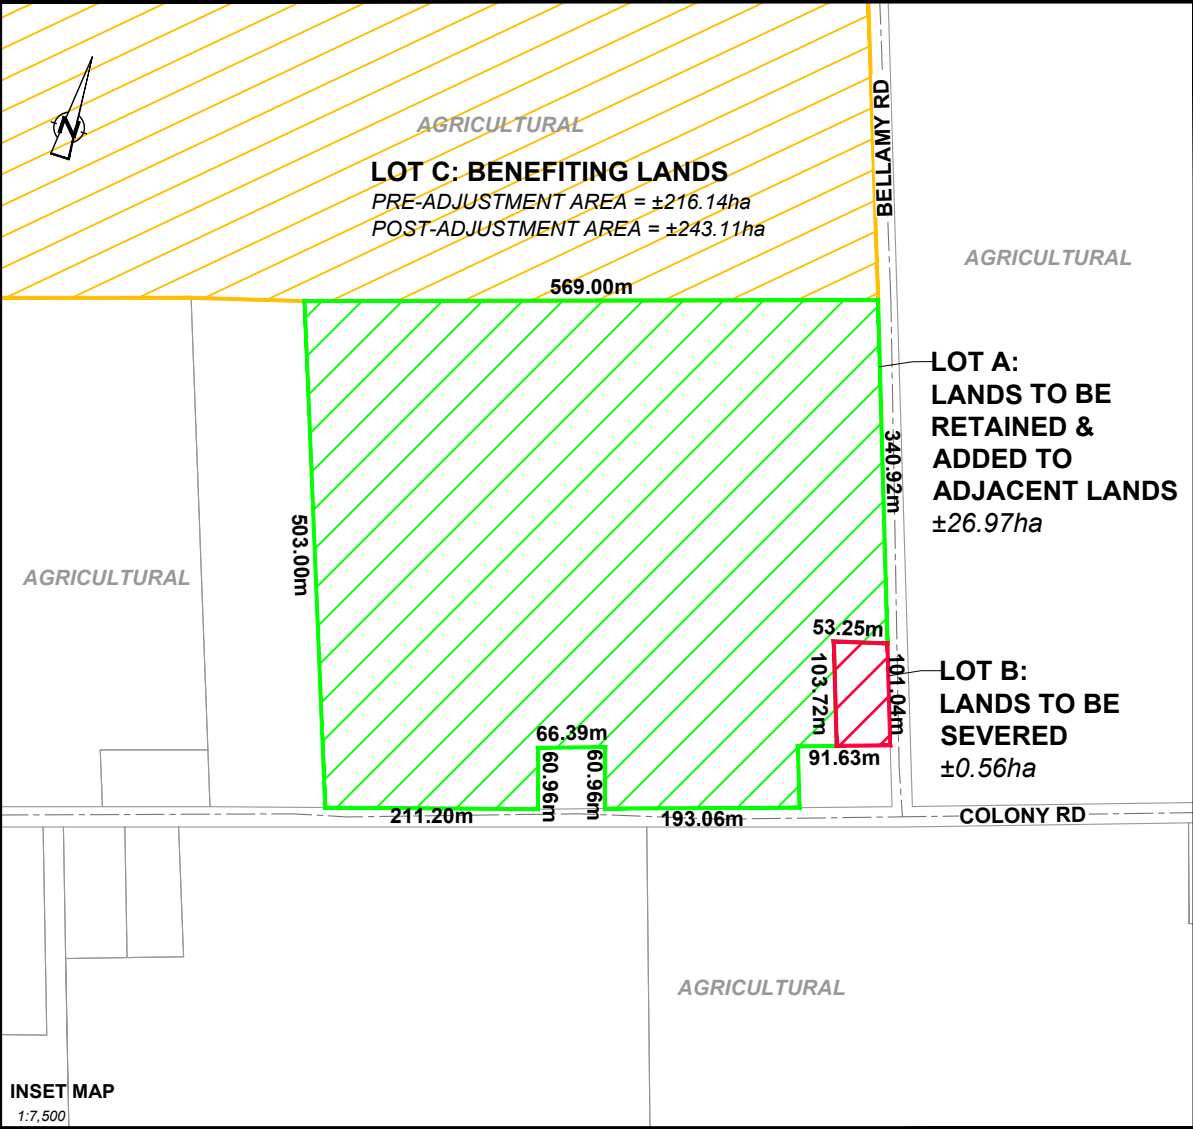 N
AGRICULTURAL
LOT C: BENEFITING LANDS
PRE-ADJUSTMENT AREA = ±216.14ha
POST-ADJUSTMENT AREA = ±243.11ha
BELLAMY RD
AGRICULTURAL
569.00m
LOT A:
LANDS TO BE
RETAINED &
ADDED TO
ADJACENT LANDS
±26.97ha
340.92m
503.00m
AGRICULTURAL
53.25m
103.72m
101.04m
LOT B:
LANDS TO BE
SEVERED
±0.56ha
66.39m
60.96m
60.96m
91.63m
211.20m
193.06m
COLONY RD
AGRICULTURAL
INSET MAP
1:7,500